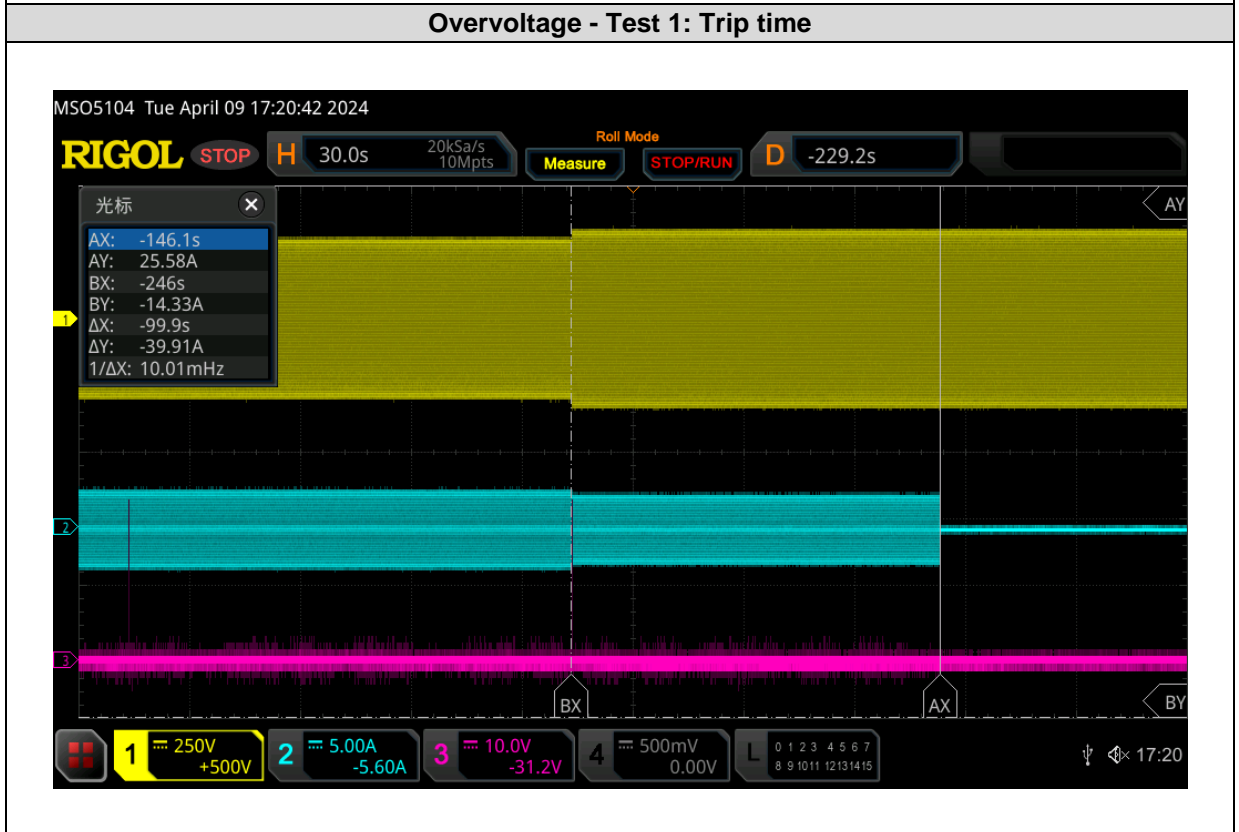 Overvoltage - Test 1: Trip time
MSO5104 Tue April 09 17:20:42 2024
RIGOL STOP H 30.0s 20kSa/s 10Mpts Roll Mode Measure STOP/RUN D -229.2s
光标
AX: -146.1s
AY: 25.58A
BX: -246s
BY: -14.33A
ΔX: -99.9s
ΔY: -39.91A
1/ΔX: 10.01mHz
AY
1
2
3
BX AX BY
1 250V +500V 2 5.00A -5.60A 3 10.0V -31.2V 4 500mV 0.00V L 0 1 2 3 4 5 6 7 8 9 10 11 12 13 14 15 17:20